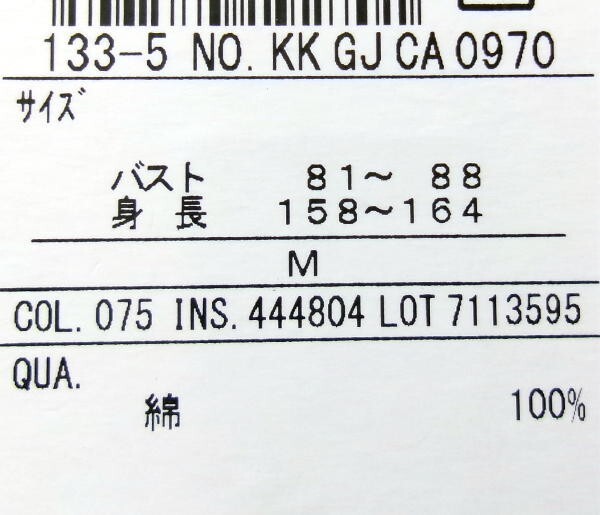 133-5 NO. KK GJ CA 0970
サイズ
バスト 81～ 88
身 長 158～164
M
COL. 075 INS. 444804 LOT 7113595
QUA.
綿 100%